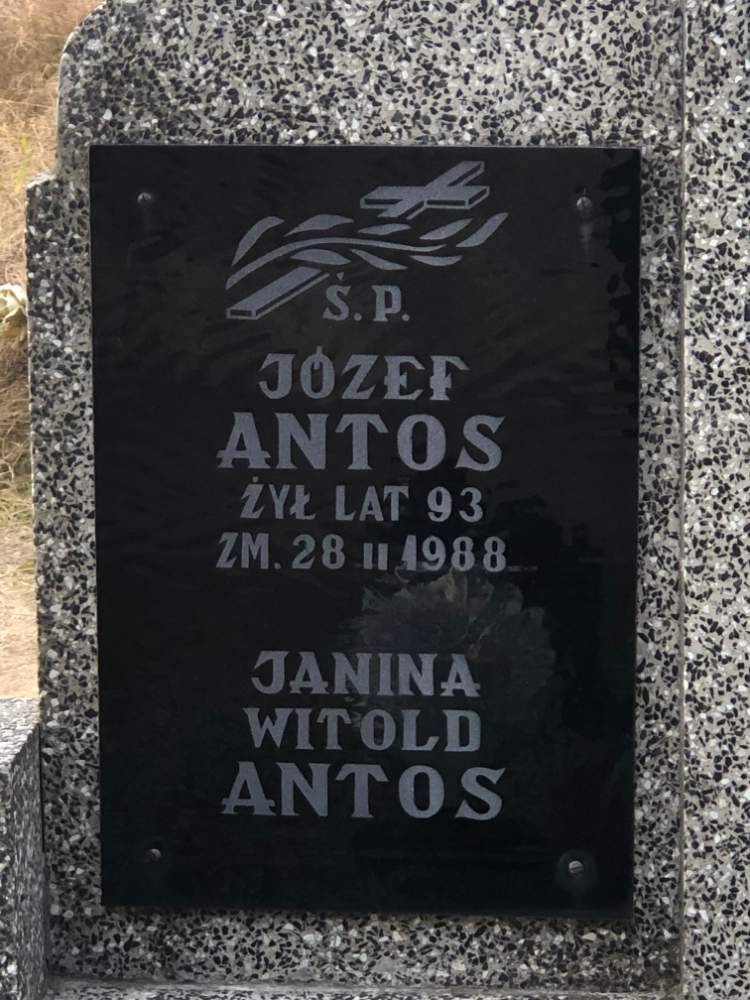 Ś.P.
JÓZEF
ANTOS
ŻYŁ LAT 93
ZM. 28 II 1988
JANINA
WITOLD
ANTOS